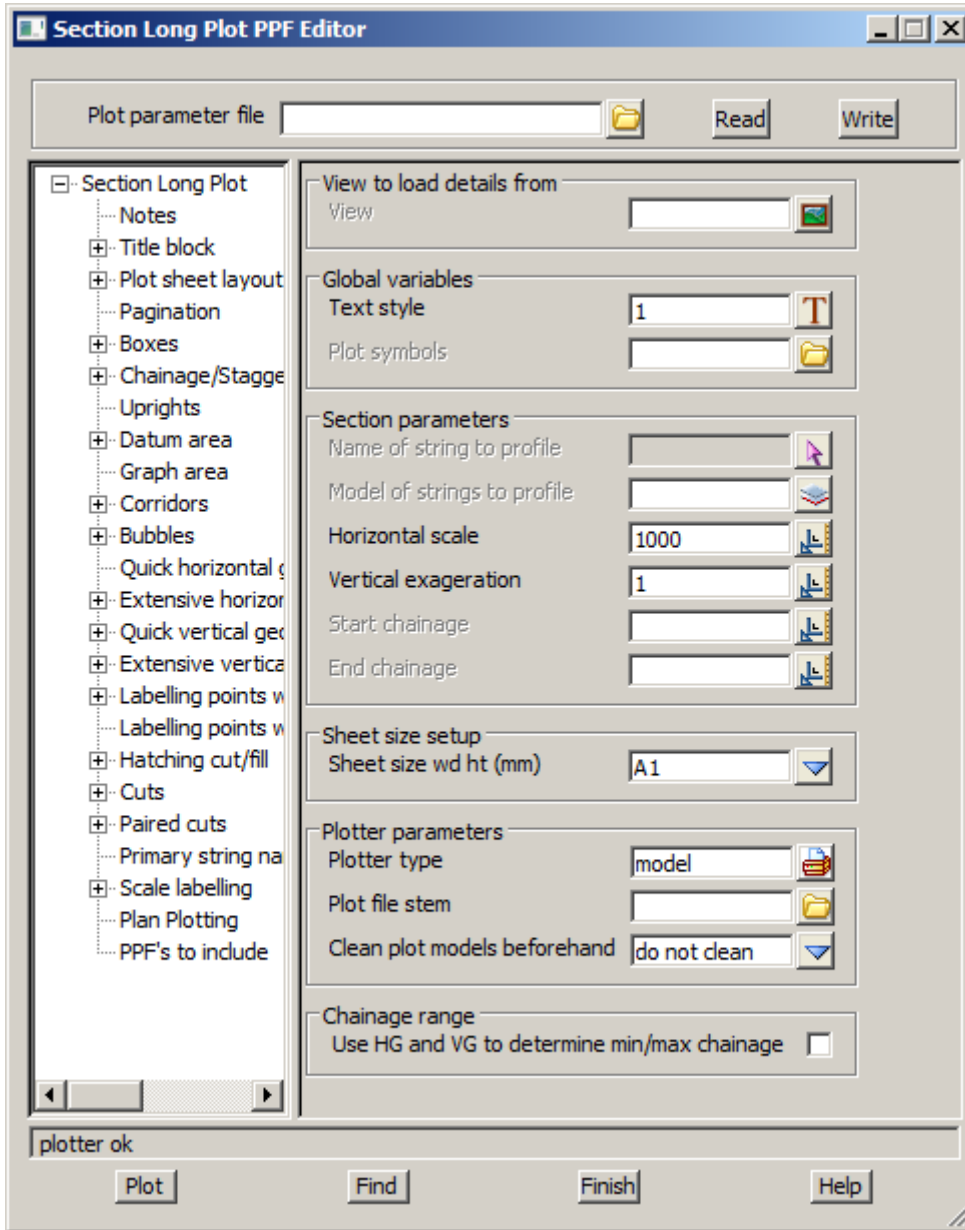 Section Long Plot PPF Editor
Plot parameter file Read Write
Section Long Plot
Notes
Title block
Plot sheet layout
Pagination
Boxes
Chainage/Stagge
Uprights
Datum area
Graph area
Corridors
Bubbles
Quick horizontal g
Extensive horizor
Quick vertical geo
Extensive vertica
Labelling points w
Labelling points w
Hatching cut/fill
Cuts
Paired cuts
Primary string na
Scale labelling
Plan Plotting
PPF's to include
View to load details from
View
Global variables
Text style 1
Plot symbols
Section parameters
Name of string to profile
Model of strings to profile
Horizontal scale 1000
Vertical exageration 1
Start chainage
End chainage
Sheet size setup
Sheet size wd ht (mm) A1
Plotter parameters
Plotter type model
Plot file stem
Clean plot models beforehand do not clean
Chainage range
Use HG and VG to determine min/max chainage
plotter ok
Plot Find Finish Help